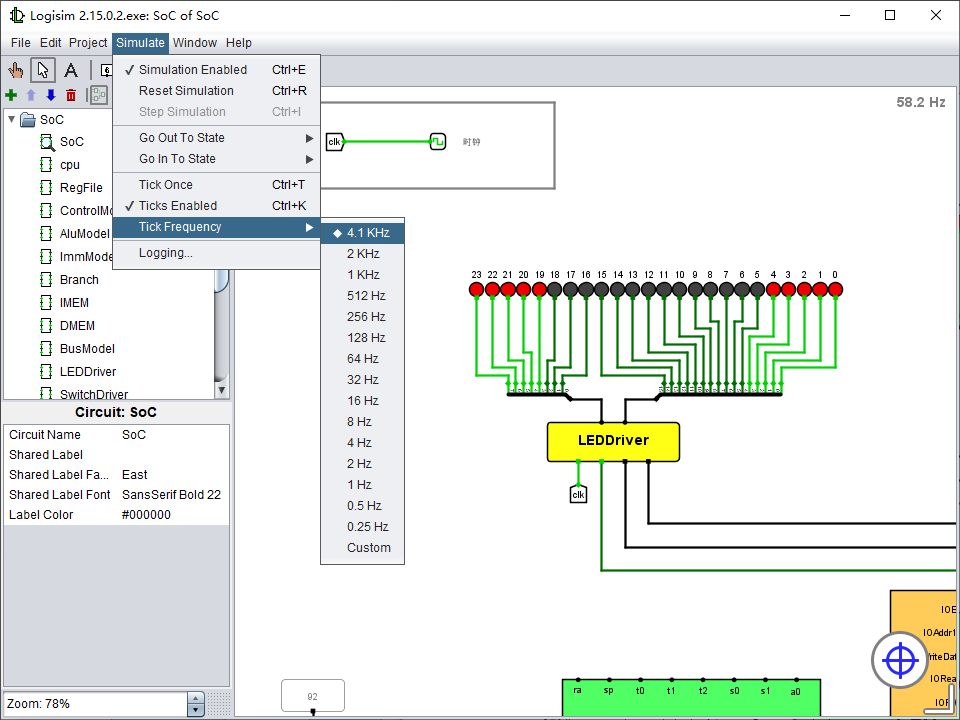 Logisim 2.15.0.2.exe: SoC of SoC
File Edit Project Simulate Window Help
Simulation Enabled Ctrl+E
Reset Simulation Ctrl+R
Step Simulation Ctrl+I
Go Out To State
Go In To State
Tick Once Ctrl+T
Ticks Enabled Ctrl+K
Tick Frequency
Logging...
4.1 KHz
2 KHz
1 KHz
512 Hz
256 Hz
128 Hz
64 Hz
32 Hz
16 Hz
8 Hz
4 Hz
2 Hz
1 Hz
0.5 Hz
0.25 Hz
Custom
SoC
SoC
cpu
RegFile
ControlMo
AluModel
ImmMode
Branch
IMEM
DMEM
BusModel
LEDDriver
SwitchDriver
Circuit: SoC
Circuit Name SoC
Shared Label
Shared Label Fa... East
Shared Label Font SansSerif Bold 22
Label Color #000000
Zoom: 78%
58.2 Hz
clk
时钟
23 22 21 20 19 18 17 16 15 14 13 12 11 10 9 8 7 6 5 4 3 2 1 0
LEDDriver
clk
92
ra sp t0 t1 t2 s0 s1 a0
IOE
IOAddr1
riteDat
IORea
IOR